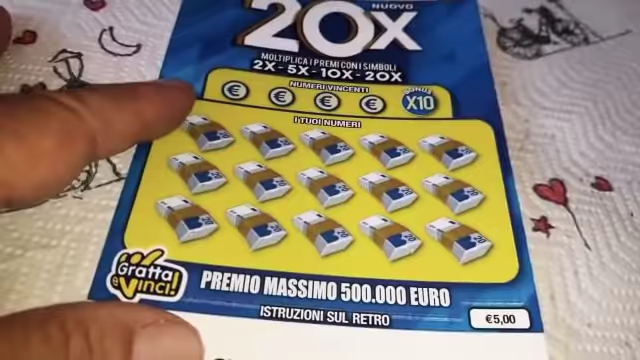 NUOVO
20X
MOLTIPLICA I PREMI CON I SIMBOLI
2X - 5X - 10X - 20X
NUMERI VINCENTI
€ € € €
BONUS
X10
I TUOI NUMERI
Gratta
e Vinci!
PREMIO MASSIMO 500.000 EURO
ISTRUZIONI SUL RETRO
€5,00